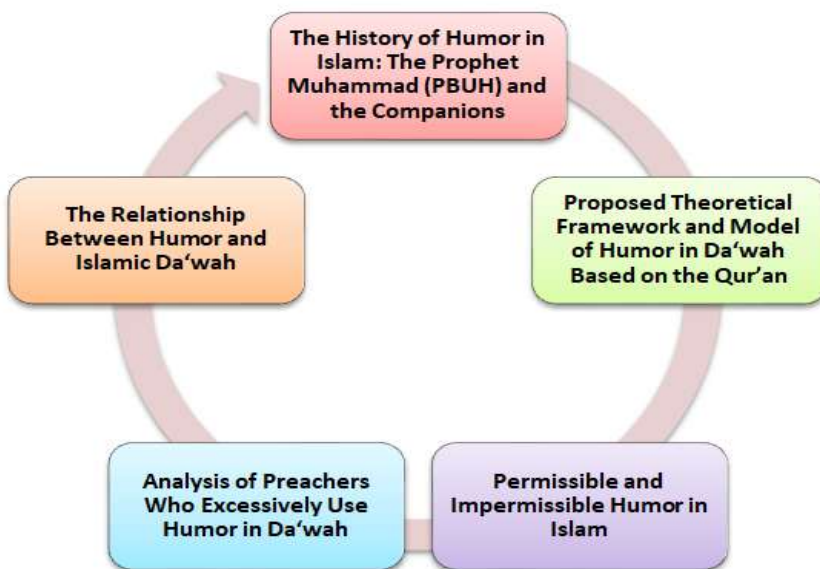 The History of Humor in
Islam: The Prophet
Muhammad (PBUH) and
the Companions
Proposed Theoretical
Framework and Model
of Humor in Da‘wah
Based on the Qur’an
Permissible and
Impermissible Humor in
Islam
Analysis of Preachers
Who Excessively Use
Humor in Da‘wah
The Relationship
Between Humor and
Islamic Da‘wah